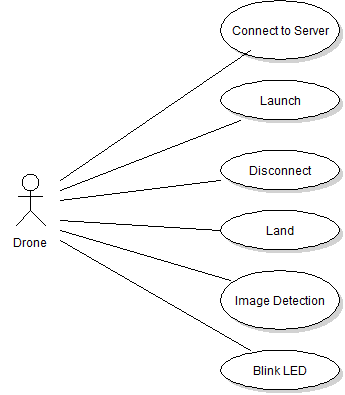 Connect to Server
Launch
Disconnect
Drone
Land
Image Detection
Blink LED